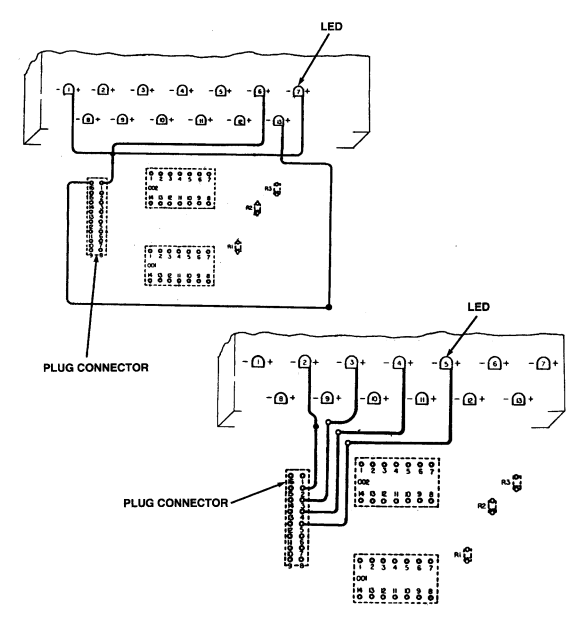 LED
- 1 + - 2 + - 3 + - 4 + - 5 + - 6 + - 7 +
- 8 + - 9 + - 10 + - 11 + - 12 + - 13 +
1 2 3 4 5 6 7
002
14 13 12 11 10 9 8
R3
R2
R1
1 2 3 4 5 6 7
001
14 13 12 11 10 9 8
PLUG CONNECTOR
LED
- 1 + - 2 + - 3 + - 4 + - 5 + - 6 + - 7 +
- 8 + - 9 + - 10 + - 11 + - 12 + - 13 +
PLUG CONNECTOR
1 2 3 4 5 6 7
002
14 13 12 11 10 9 8
R3
R2
R1
1 2 3 4 5 6 7
001
14 13 12 11 10 9 8